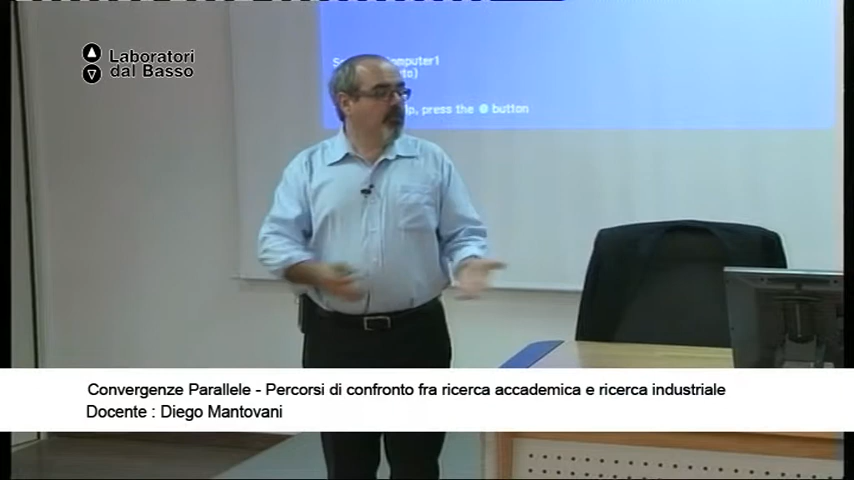 Laboratori
dal Basso
computer1
press the
button
Convergenze Parallele - Percorsi di confronto fra ricerca accademica e ricerca industriale
Docente : Diego Mantovani